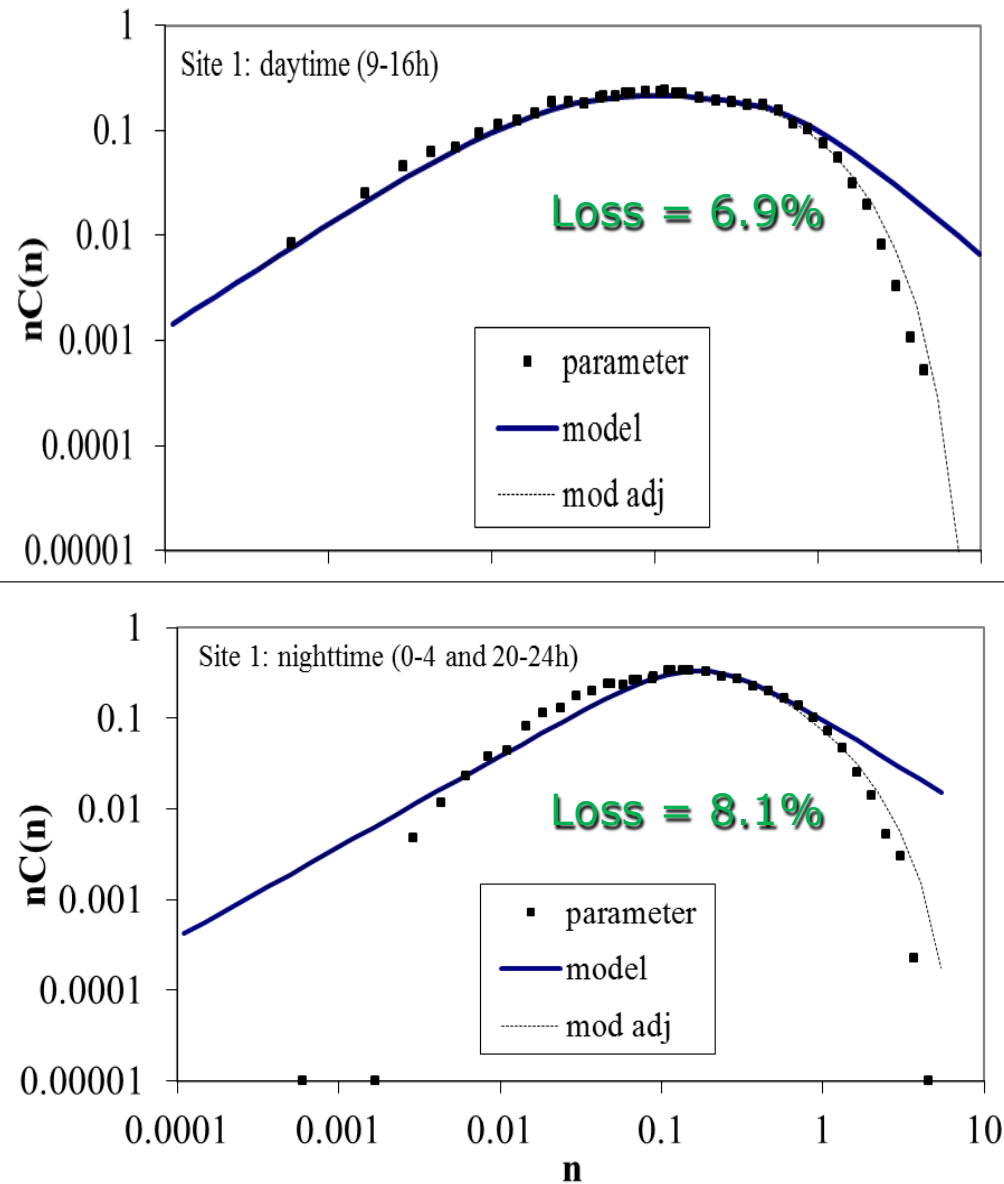 1
Site 1: daytime (9-16h)
0.1
Loss = 6.9%
0.01
nC(n)
0.001
parameter
model
mod adj
0.0001
0.00001
1
Site 1: nighttime (0-4 and 20-24h)
0.1
Loss = 8.1%
0.01
nC(n)
0.001
parameter
model
mod adj
0.0001
0.00001
0.0001 0.001 0.01 0.1 1 10
n